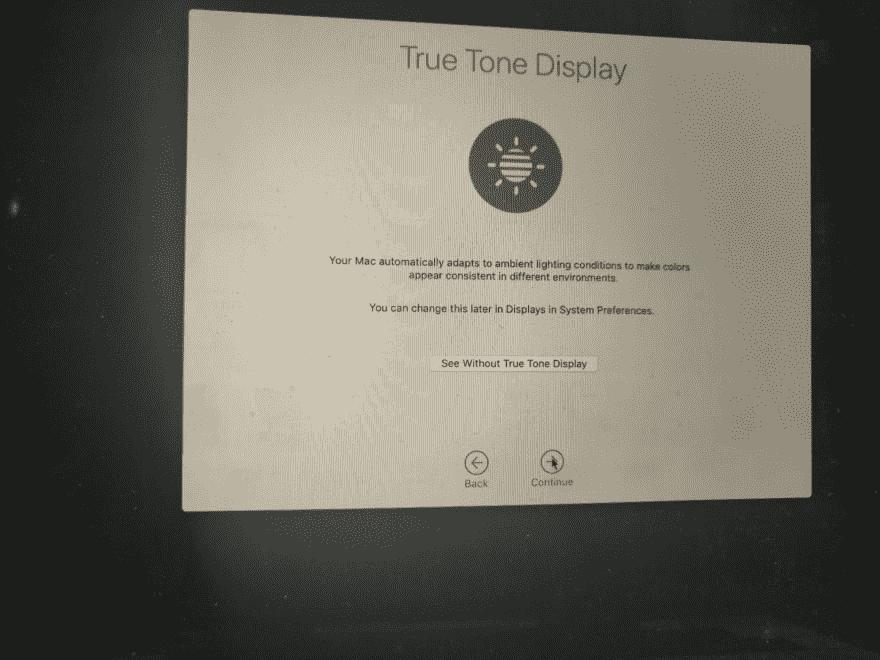 True Tone Display
Your Mac automatically adapts to ambient lighting conditions to make colors
appear consistent in different environments.
You can change this later in Displays in System Preferences.
See Without True Tone Display
Back
Continue